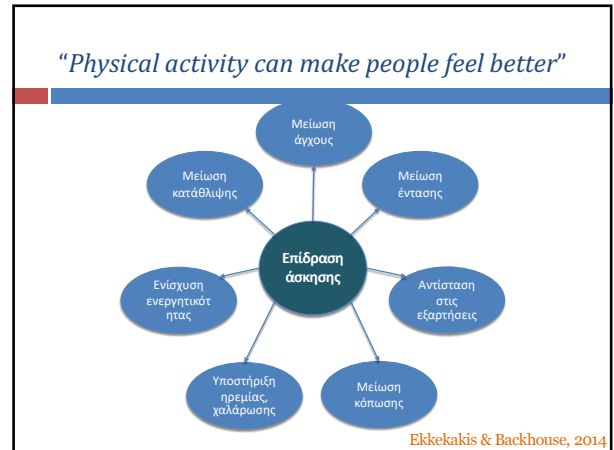 “Physical activity can make people feel better”
Μείωση
άγχους
Μείωση
έντασης
Αντίσταση
στις
εξαρτήσεις
Μείωση
κόπωσης
Υποστήριξη
ηρεμίας,
χαλάρωσης
Ενίσχυση
ενεργητικότ
ητας
Μείωση
κατάθλιψης
Επίδραση
άσκησης
Ekkekakis & Backhouse, 2014